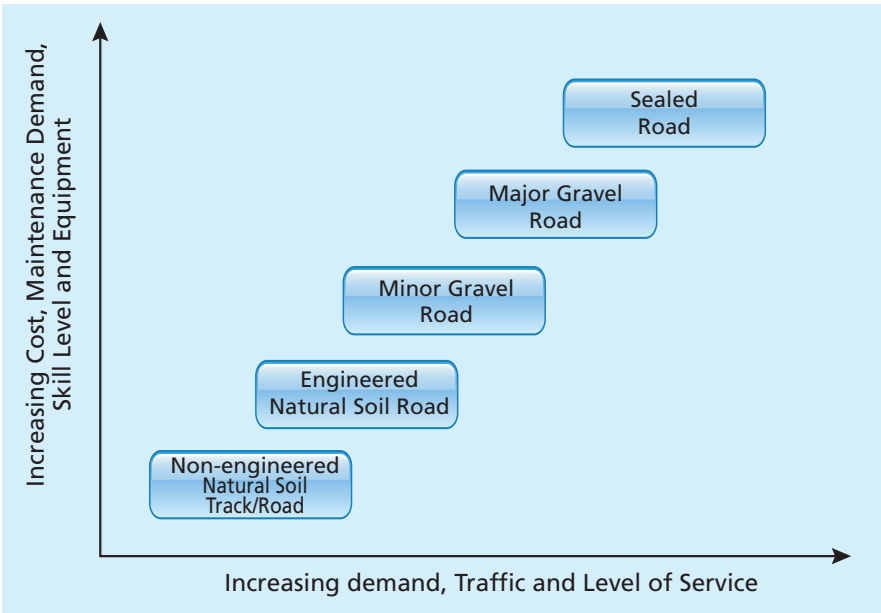 Increasing Cost, Maintenance Demand,
Skill Level and Equipment
Sealed
Road
Major Gravel
Road
Minor Gravel
Road
Engineered
Natural Soil Road
Non-engineered
Natural Soil
Track/Road
Increasing demand, Traffic and Level of Service